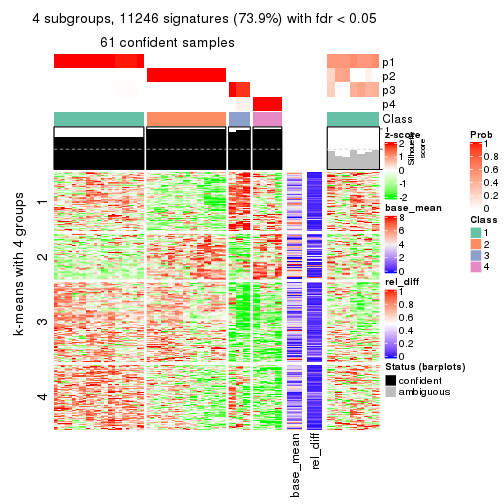 4 subgroups, 11246 signatures (73.9%) with fdr < 0.05
61 confident samples
p1
p2
p3
p4
Class
1
Silhouette
score
k-means with 4 groups
1
2
3
4
base_mean
rel_diff
z-score
2
1
0
-1
-2
base_mean
8
6
4
2
0
rel_diff
1
0.8
0.6
0.4
0.2
0
Status (barplots)
confident
ambiguous
Prob
1
0.8
0.6
0.4
0.2
0
Class
1
2
3
4